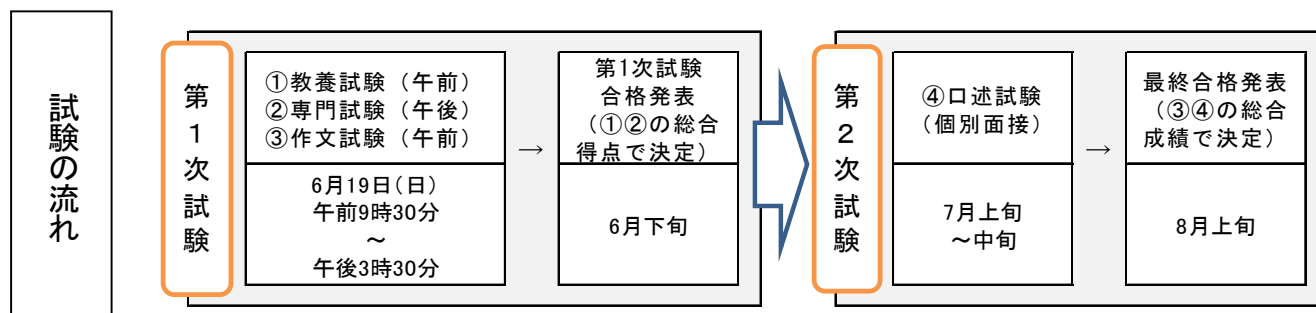 試験の流れ
第1次試験
①教養試験（午前）
②専門試験（午後）
③作文試験（午前）
6月19日(日)
午前9時30分
～
午後3時30分
→
第1次試験
合格発表
（①②の総合
得点で決定）
6月下旬
第2次試験
④口述試験
（個別面接）
7月上旬
～中旬
→
最終合格発表
（③④の総合
成績で決定）
8月上旬